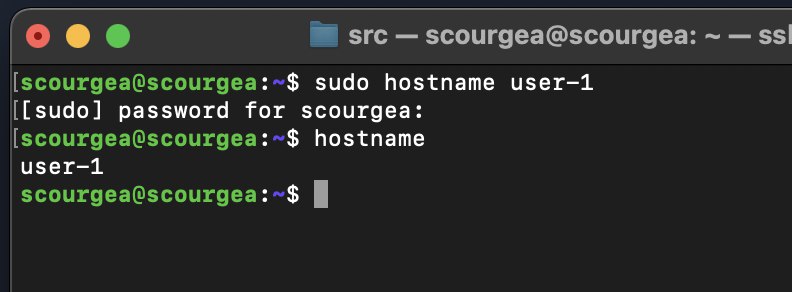 src — scourgea@scourgea: ~ —
[scourgea@scourgea:~$ sudo hostname user-1
[[sudo] password for scourgea:
[scourgea@scourgea:~$ hostname
user-1
scourgea@scourgea:~$